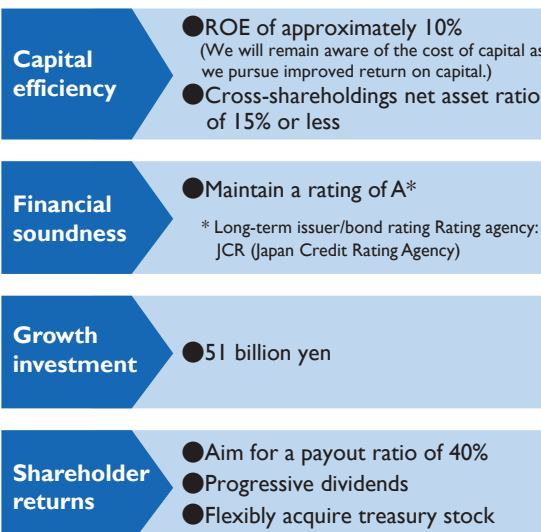 Capital
efficiency
●ROE of approximately 10%
(We will remain aware of the cost of capital as
we pursue improved return on capital.)
●Cross-shareholdings net asset ratio
of 15% or less
Financial
soundness
●Maintain a rating of A*
* Long-term issuer/bond rating Rating agency:
JCR (Japan Credit Rating Agency)
Growth
investment
●51 billion yen
Shareholder
returns
●Aim for a payout ratio of 40%
●Progressive dividends
●Flexibly acquire treasury stock